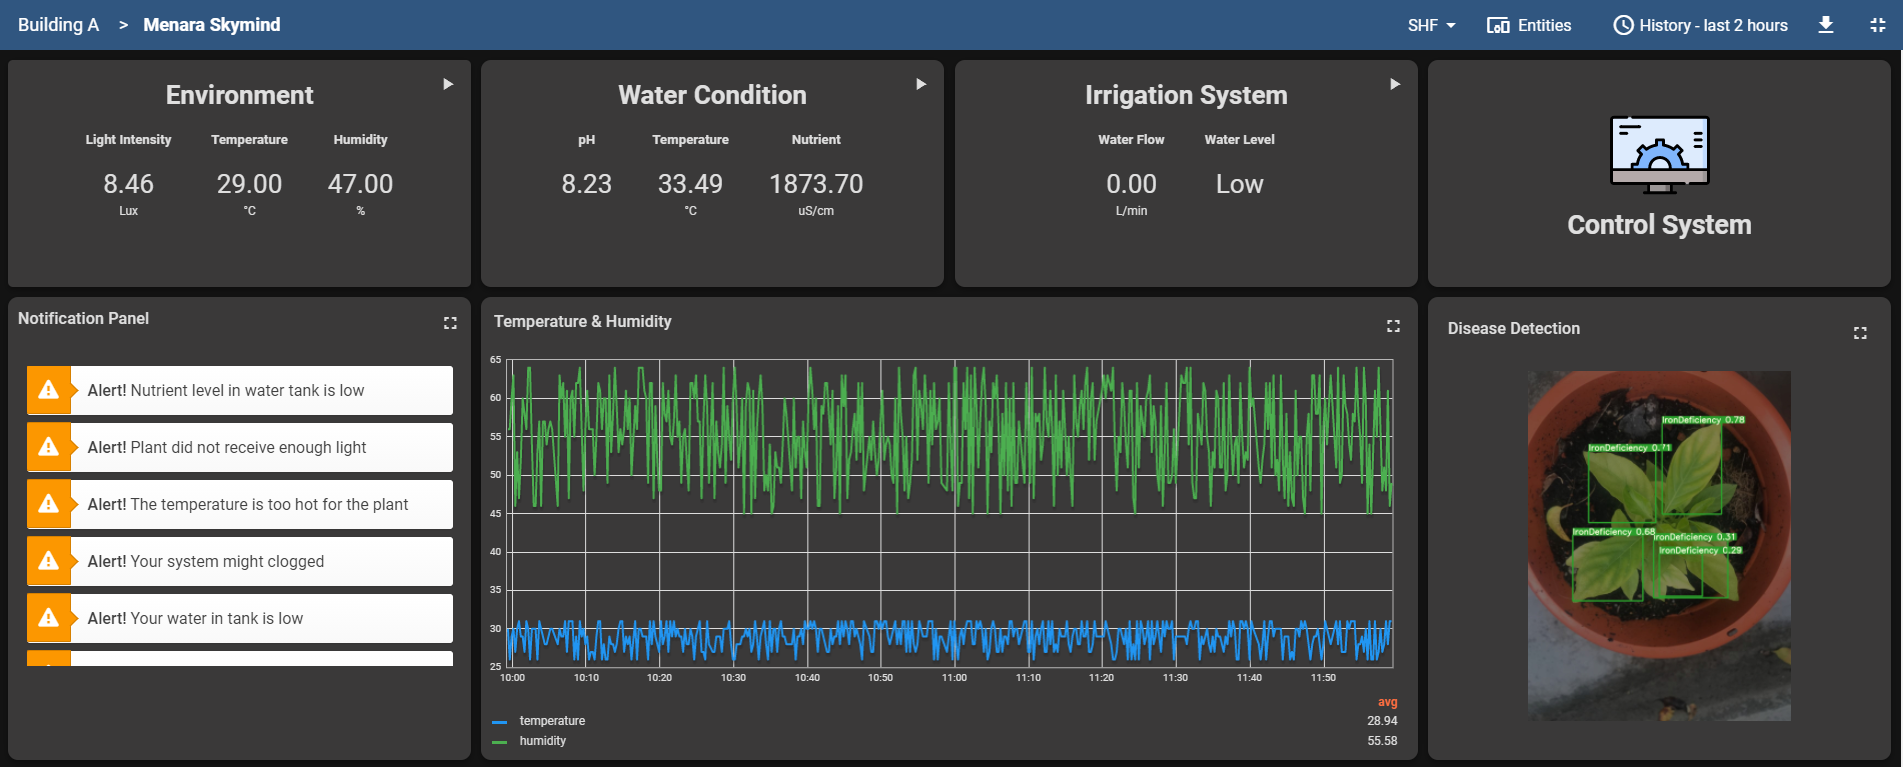 Building A > Menara Skymind
SHF Entities History - last 2 hours
Environment
Light Intensity Temperature Humidity
8.46 29.00 47.00
Lux °C %
Water Condition
pH Temperature Nutrient
8.23 33.49 1873.70
°C uS/cm
Irrigation System
Water Flow Water Level
0.00 Low
L/min
Control System
Notification Panel
Alert! Nutrient level in water tank is low
Alert! Plant did not receive enough light
Alert! The temperature is too hot for the plant
Alert! Your system might clogged
Alert! Your water in tank is low
Temperature & Humidity
65
60
55
50
45
40
35
30
25
10:00 10:10 10:20 10:30 10:40 10:50 11:00 11:10 11:20 11:30 11:40 11:50
avg
temperature 28.94
humidity 55.58
Disease Detection
IronDeficiency 0.78
IronDeficiency 0.71
IronDeficiency 0.68
IronDeficiency 0.31
IronDeficiency 0.29